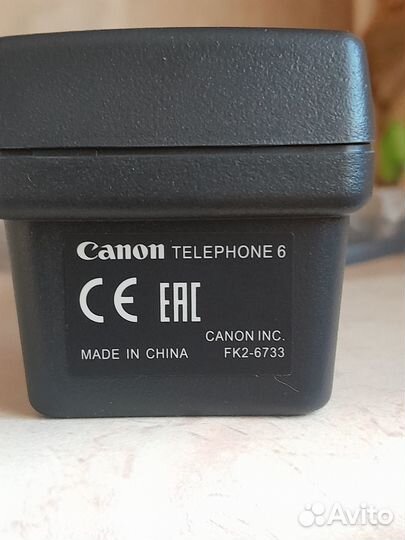 Canon TELEPHONE 6
CE EAC
CANON INC.
MADE IN CHINA FK2-6733
Avito